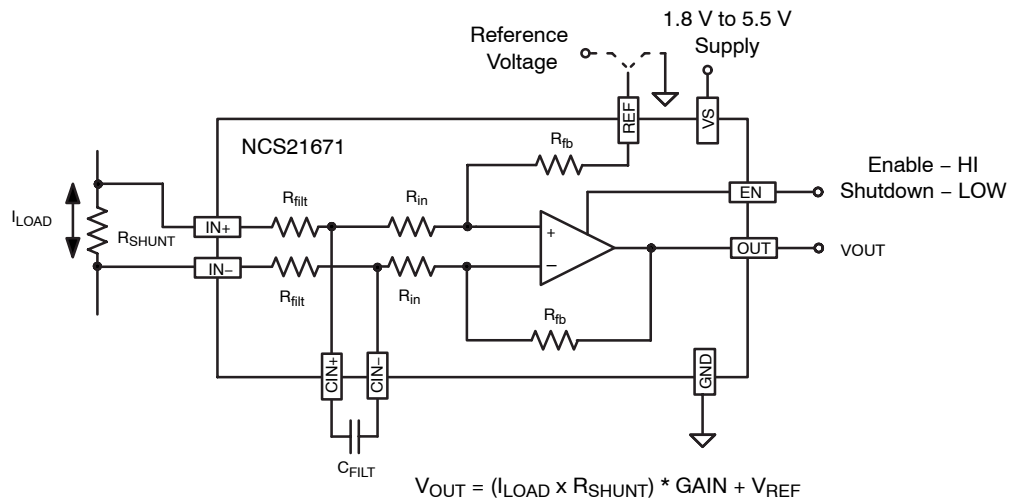 1.8 V to 5.5 V
Supply
Reference
Voltage
REF
VS
NCS21671
Rfb
Enable – HI
Shutdown – LOW
EN
ILOAD
RSHUNT
IN+
Rfilt
Rin
+
OUT
VOUT
IN–
Rfilt
Rin
–
Rfb
CIN+
CIN–
GND
CFILT
VOUT = (ILOAD x RSHUNT) * GAIN + VREF